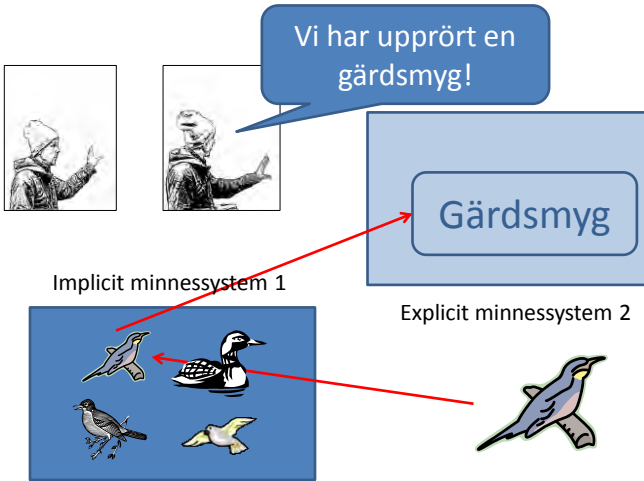 Vi har upprört en
gärdsmyg!
Gärdsmyg
Implicit minnessystem 1
Explicit minnessystem 2